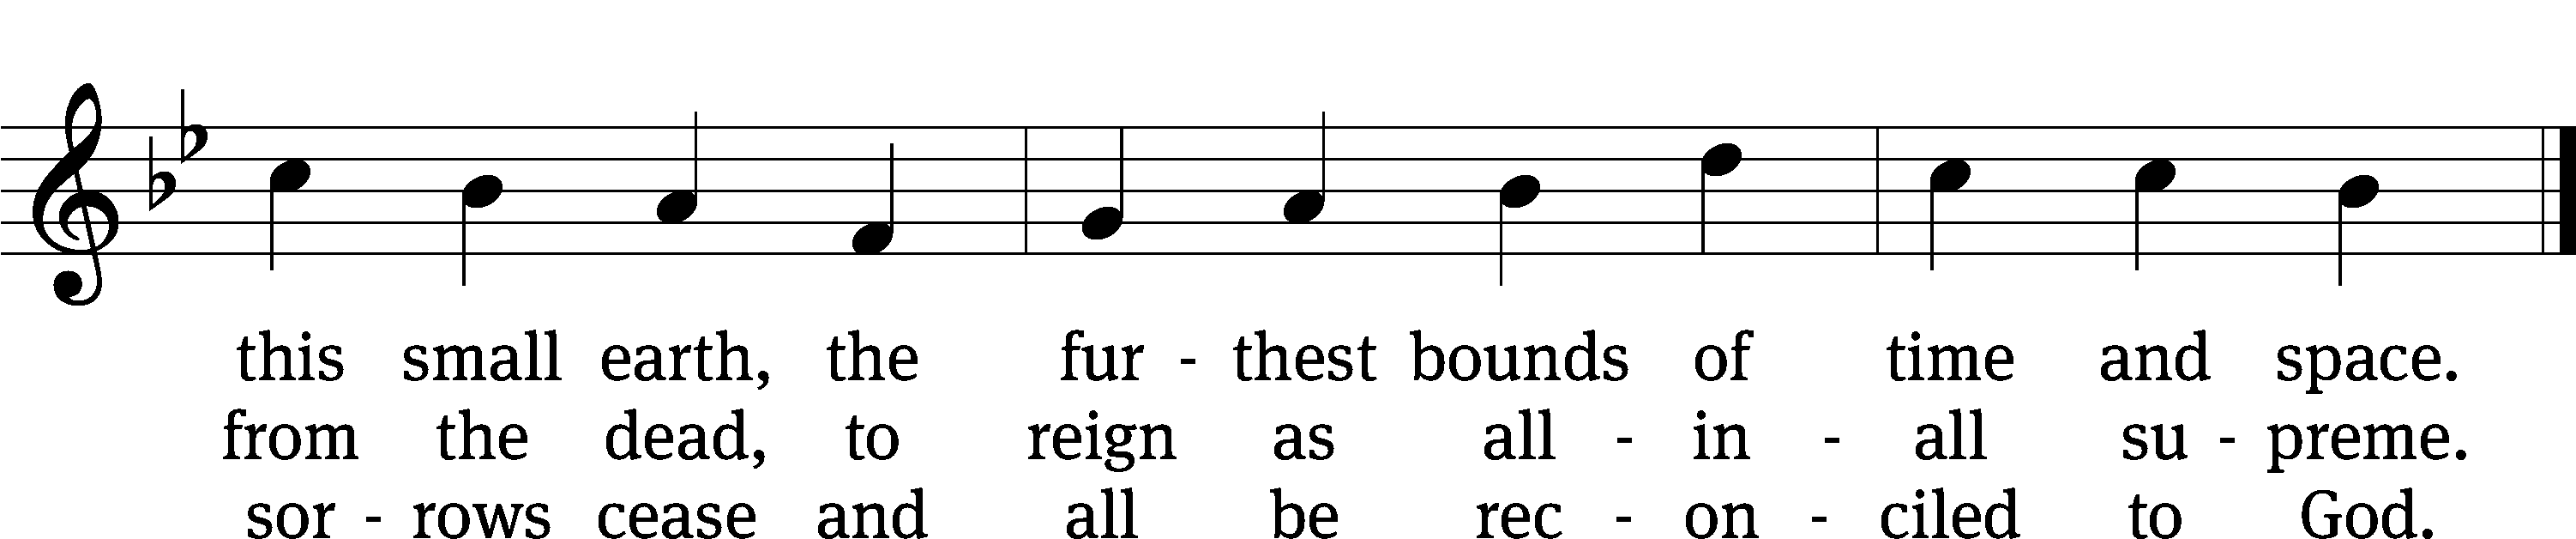 this small earth, the fur - thest bounds of time and space.
from the dead, to reign as all - in - all su - preme.
sor - rows cease and all be rec - on - ciled to God.